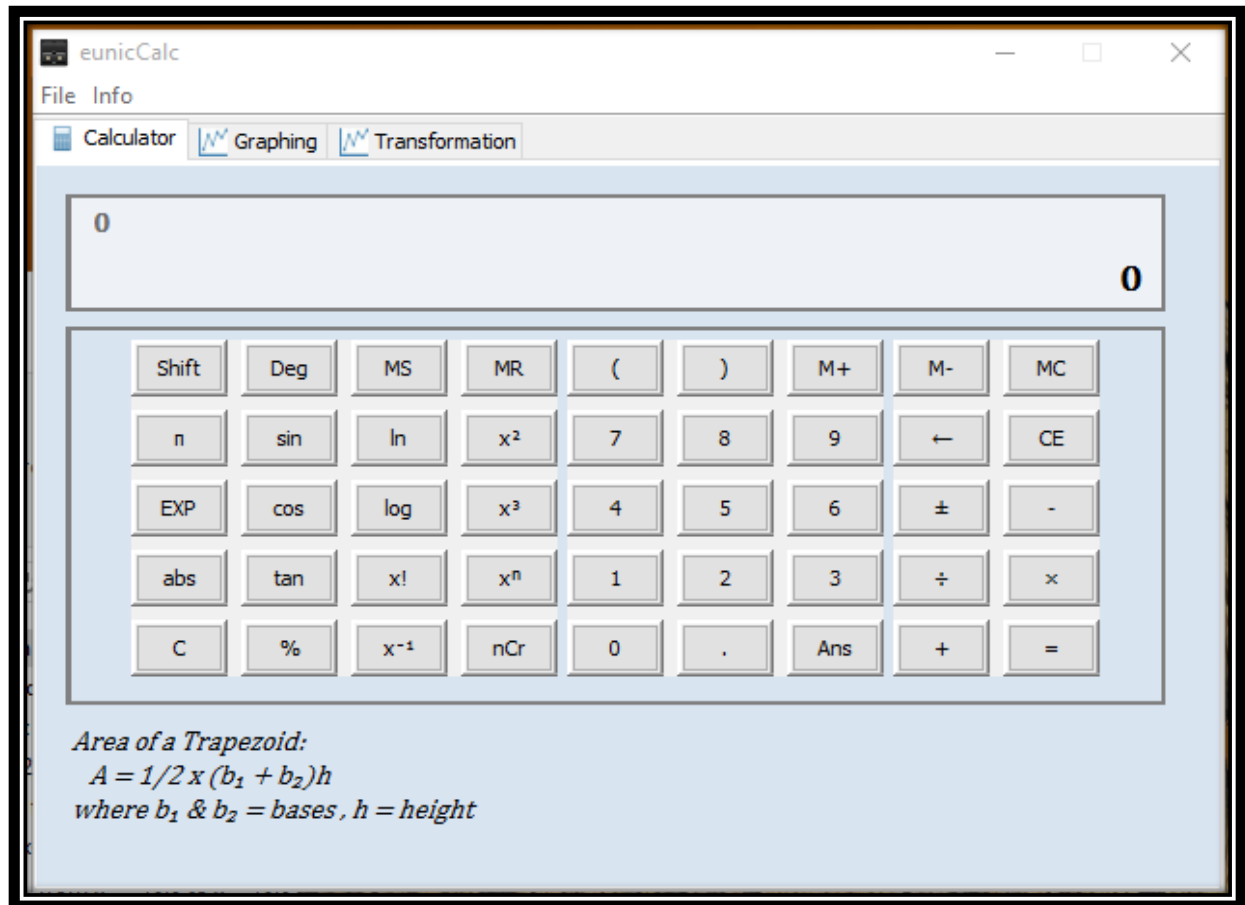 eunicCalc
File Info
Calculator Graphing Transformation
0
0
Shift Deg MS MR ( ) M+ M- MC
п sin ln x² 7 8 9 ← CE
EXP cos log x³ 4 5 6 ± -
abs tan x! xⁿ 1 2 3 ÷ ×
C % x⁻¹ nCr 0 . Ans + =
Area of a Trapezoid:
A = 1/2 x (b₁ + b₂)h
where b₁ & b₂ = bases , h = height